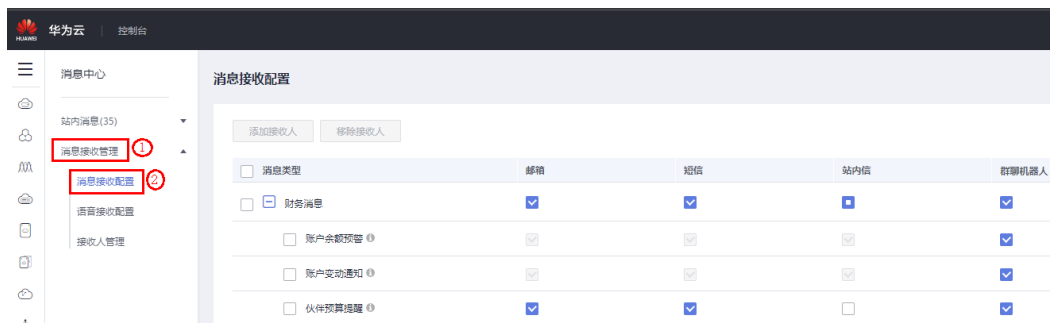 HUAWEI 华为云 控制台
消息中心
消息接收配置
站内消息(35)
添加接收人 移除接收人
消息接收管理 1
消息类型 邮箱 短信 站内信 群聊机器人
消息接收配置 2
财务消息
语音接收配置
账户余额预警
接收人管理
账户变动通知
伙伴预算提醒